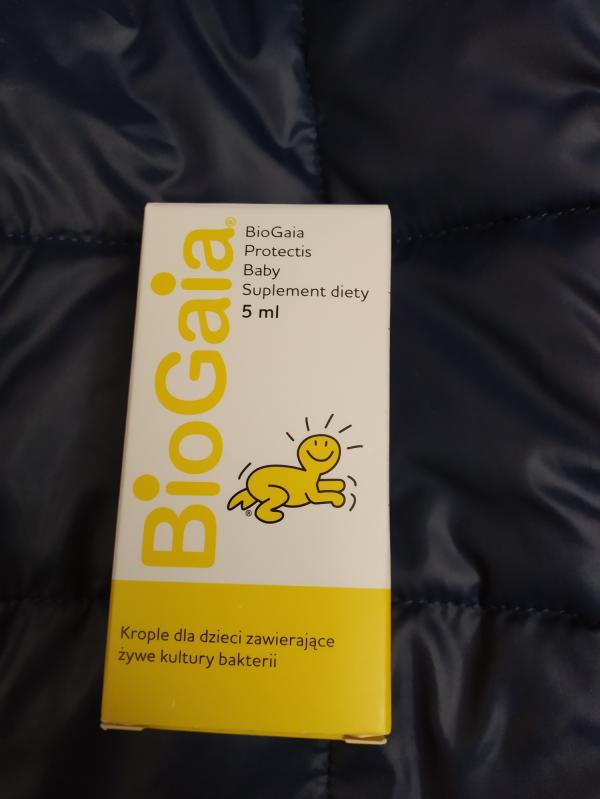 BioGaia®
BioGaia
Protectis
Baby
Suplement diety
5 ml
®
Krople dla dzieci zawierające
żywe kultury bakterii